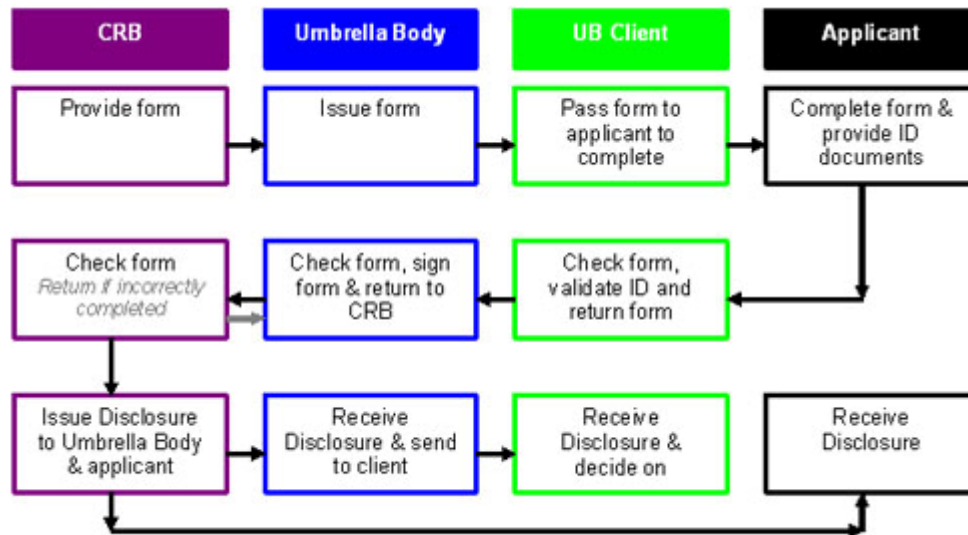 CRB
Umbrella Body
UB Client
Applicant
Provide form
Issue form
Pass form to
applicant to
complete
Complete form &
provide ID
documents
Check form
Return if incorrectly
completed
Check form, sign
form & return to
CRB
Check form,
validate ID and
return form
Issue Disclosure
to Umbrella Body
& applicant
Receive
Disclosure & send
to client
Receive
Disclosure &
decide on
Receive
Disclosure